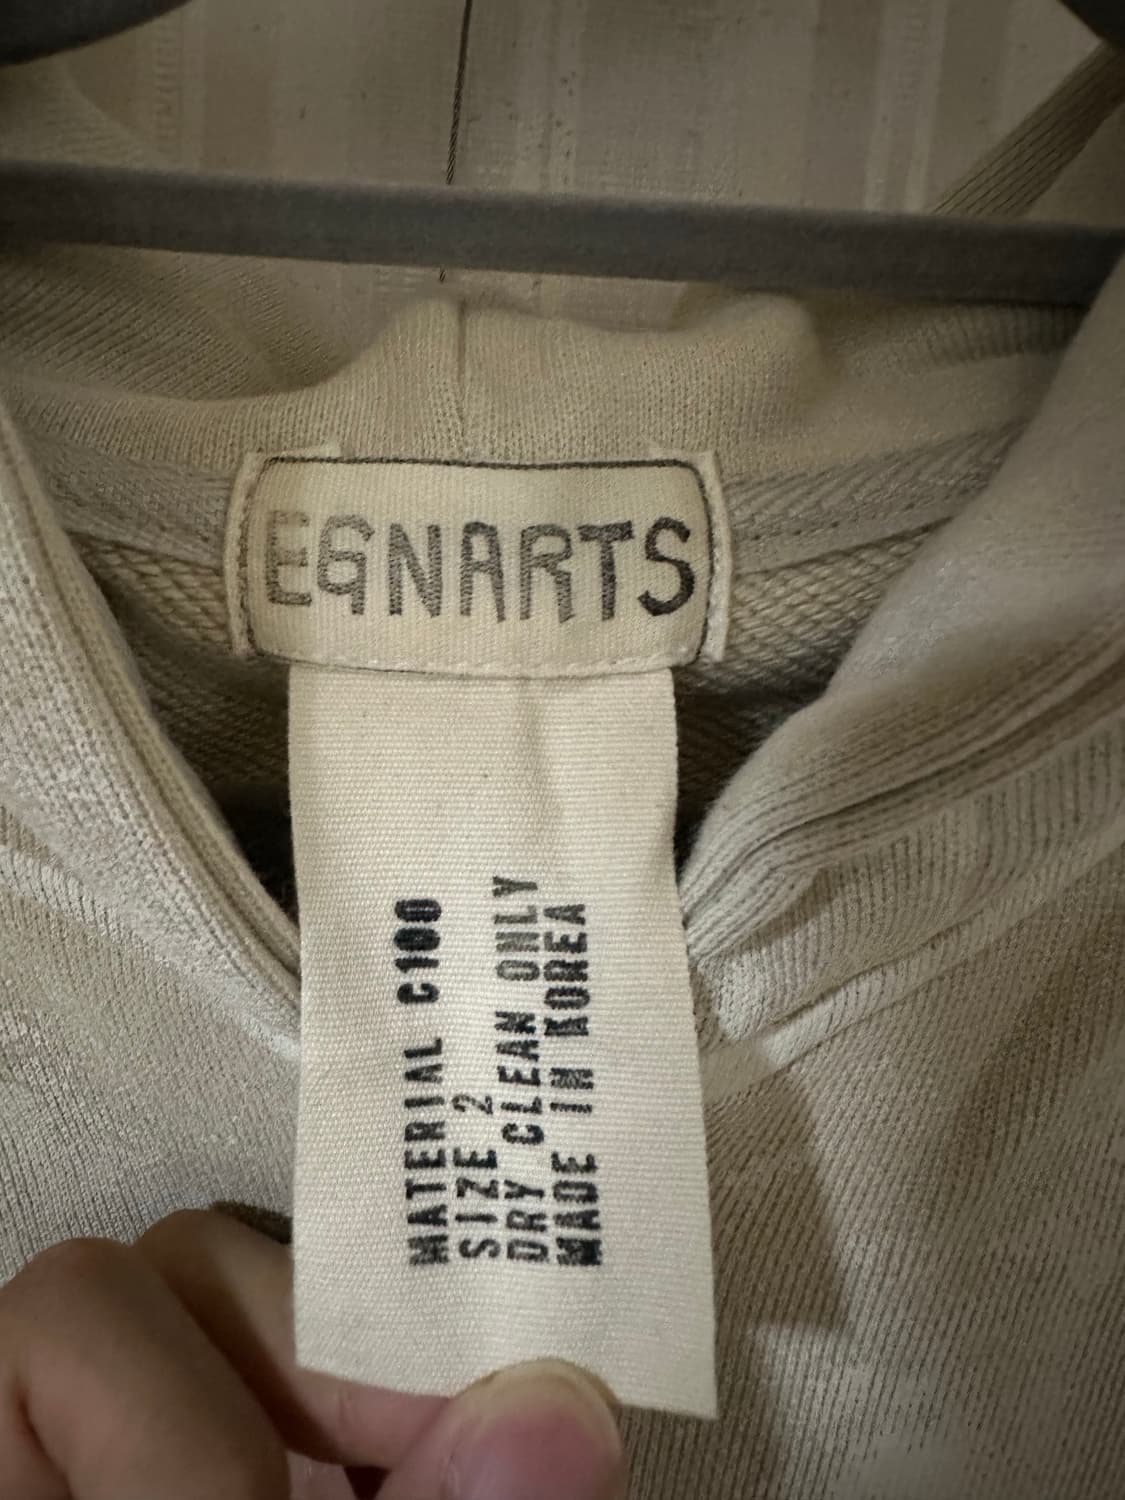 EGNARTS
MATERIAL C100
SIZE 2
DRY CLEAN ONLY
MADE IN KOREA